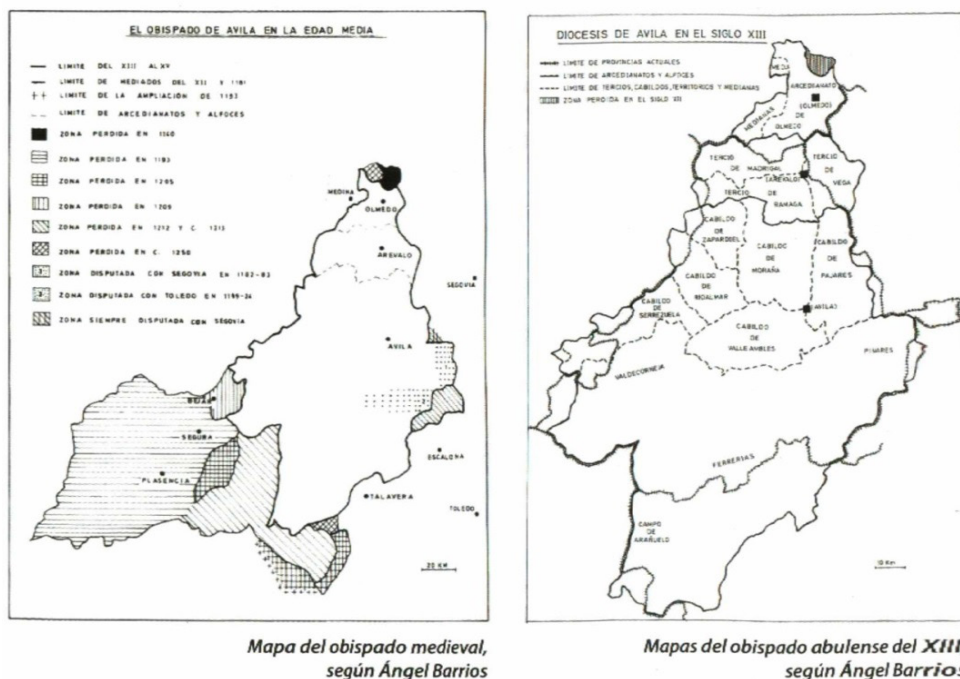 EL OBISPADO DE AVILA EN LA EDAD MEDIA
LIMITE DEL XIII AL XV
LIMITE DE MEDIADOS DEL XII Y 1181
LIMITE DE LA AMPLIACIÓN DE 1193
LIMITE DE ARCEDIANATOS Y ALFOCES
ZONA PERDIDA EN 1140
ZONA PERDIDA EN 1193
ZONA PERDIDA EN 1205
ZONA PERDIDA EN 1209
ZONA PERDIDA EN 1212 Y C. 1215
ZONA PERDIDA EN C. 1250
ZONA DISPUTADA CON SEGOVIA EN 1182-83
ZONA DISPUTADA CON TOLEDO EN 1199-24
ZONA SIEMPRE DISPUTADA CON SEGOVIA
MEDINA
OLMEDO
AREVALO
SEGOVIA
AVILA
BEJAR
SEGURA
PLASENCIA
ESCALONA
TALAVERA
TOLEDO
20 KM
Mapa del obispado medieval,
según Ángel Barrios
DIOCESIS DE AVILA EN EL SIGLO XIII
LIMITE DE PROVINCIAS ACTUALES
LIMITE DE ARCEDIANATOS Y ALFOCES
LIMITE DE TERCIOS, CABILDOS, TERRITORIOS Y MEDIANAS
ZONA PERDIDA EN EL SIGLO XII
ARCEDIANATO
(OLMEDO)
DE
OLMEDO
MEDIANAS
TERCIO
DE
MADRIGAL
(AREVALO)
TERCIO
DE
VEGA
TERCIO
DE
RAMAGA
CABILDO
DE
ZAPARDIEL
CABILDO
DE
MORAÑA
CABILDO
DE
PAJARES
CABILDO
DE
RIOALMAR
CABILDO
DE
SERREZUELA
(AVILA)
CABILDO
DE
VALLE-AMBLES
PINARES
VALDECORNEJA
FERRERIAS
CAMPO
DE
ARAÑUELO
10 Km
Mapas del obispado abulense del XIII
según Ángel Barrios